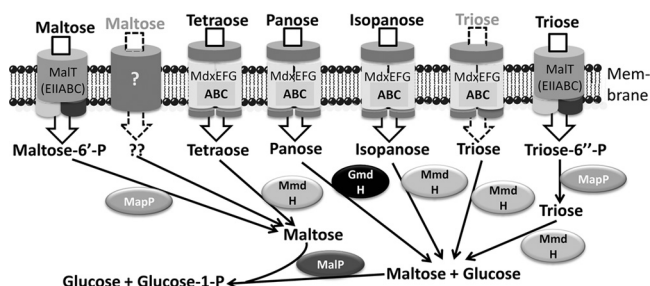 Maltose Maltose Tetraose Panose Isopanose Triose Triose
MalT
(EIIABC)
?
MdxEFG
ABC
MdxEFG
ABC
MdxEFG
ABC
MdxEFG
ABC
MalT
(EIIABC)
Mem-
brane
Maltose-6'-P ?? Tetraose Panose Isopanose Triose Triose-6''-P
MapP
Mmd
H
Gmd
H
Mmd
H
Mmd
H
MapP
Triose
Mmd
H
Maltose
MalP
Maltose + Glucose
Glucose + Glucose-1-P